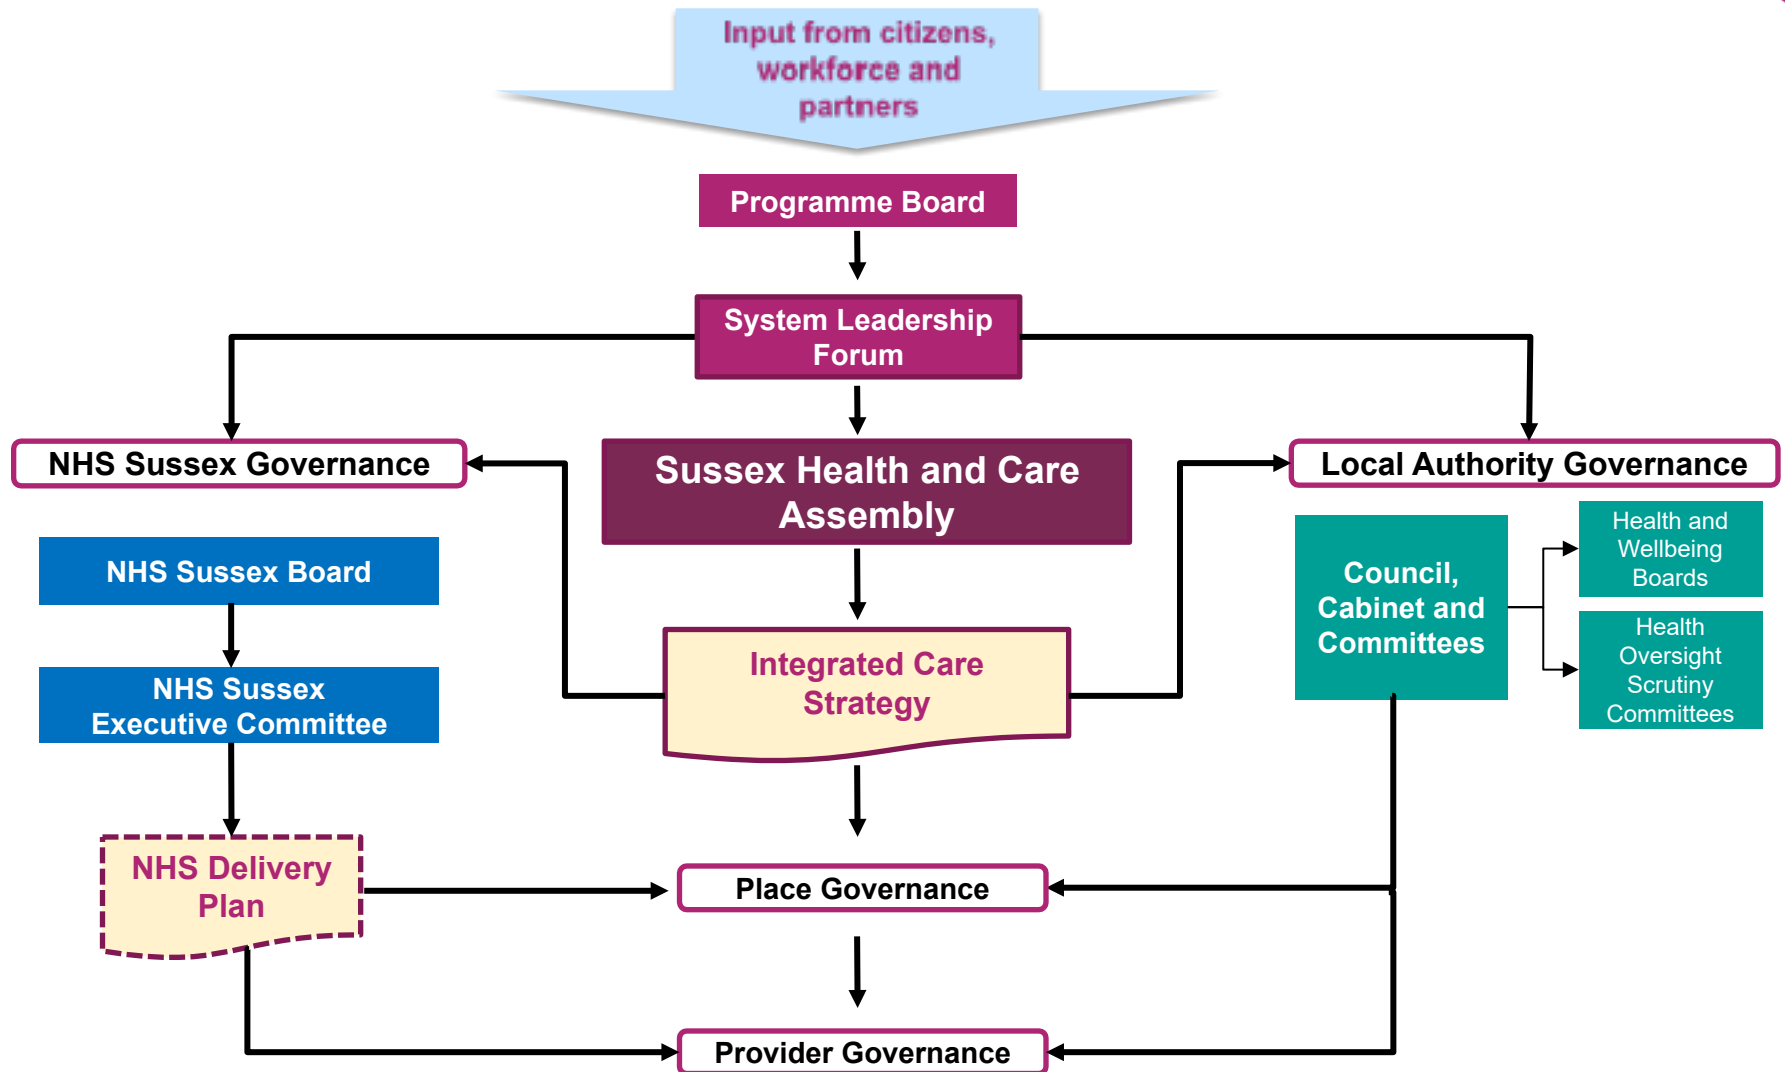 Input from citizens,
workforce and
partners
Programme Board
System Leadership
Forum
NHS Sussex Governance
Sussex Health and Care
Assembly
Local Authority Governance
NHS Sussex Board
NHS Sussex
Executive Committee
Integrated Care
Strategy
Council,
Cabinet and
Committees
Health and
Wellbeing
Boards
Health
Oversight
Scrutiny
Committees
NHS Delivery
Plan
Place Governance
Provider Governance